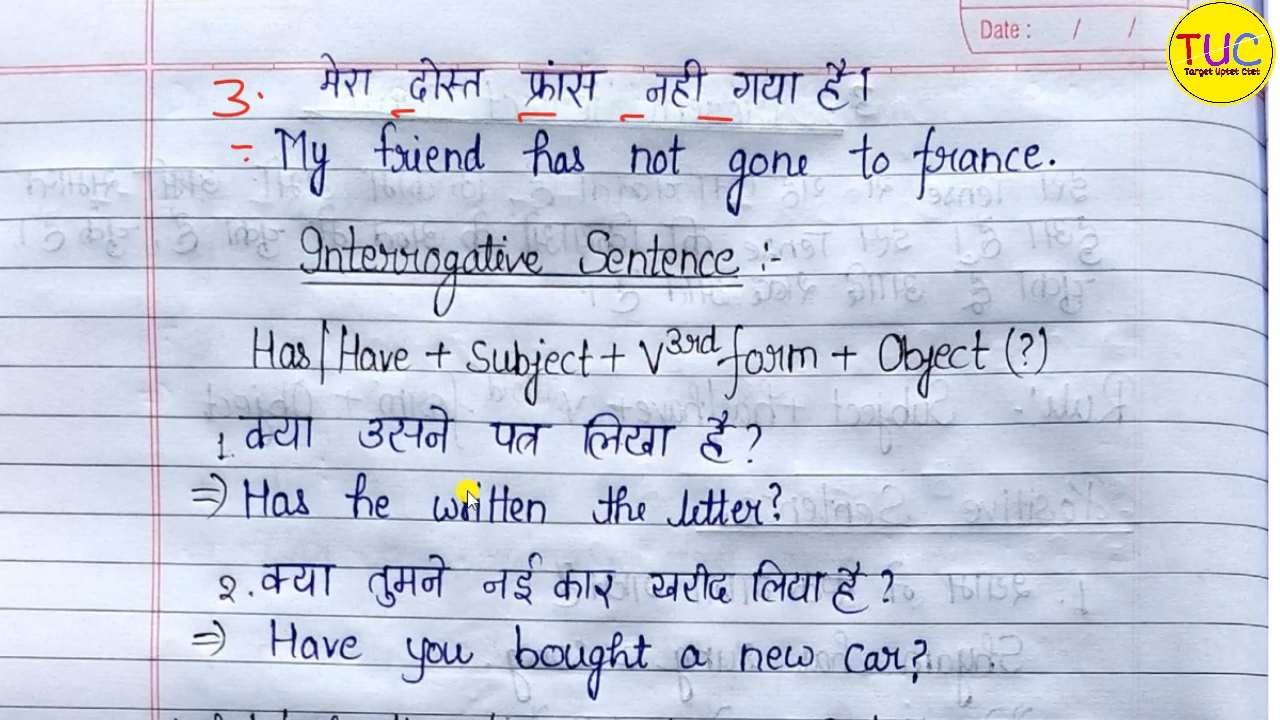 Date : / /
TUC
Target Uptet Ctet
3. मेरा दोस्त फ्रांस नही गया है।
÷ My friend has not gone to france.
Interrogative Sentence :-
Has/Have + Subject + V3rd form + Object (?)
1. क्या उसने पत्र लिखा है?
⇒ Has he written the letter?
2. क्या तुमने नई कार खरीद लिया है?
⇒ Have you bought a new car?